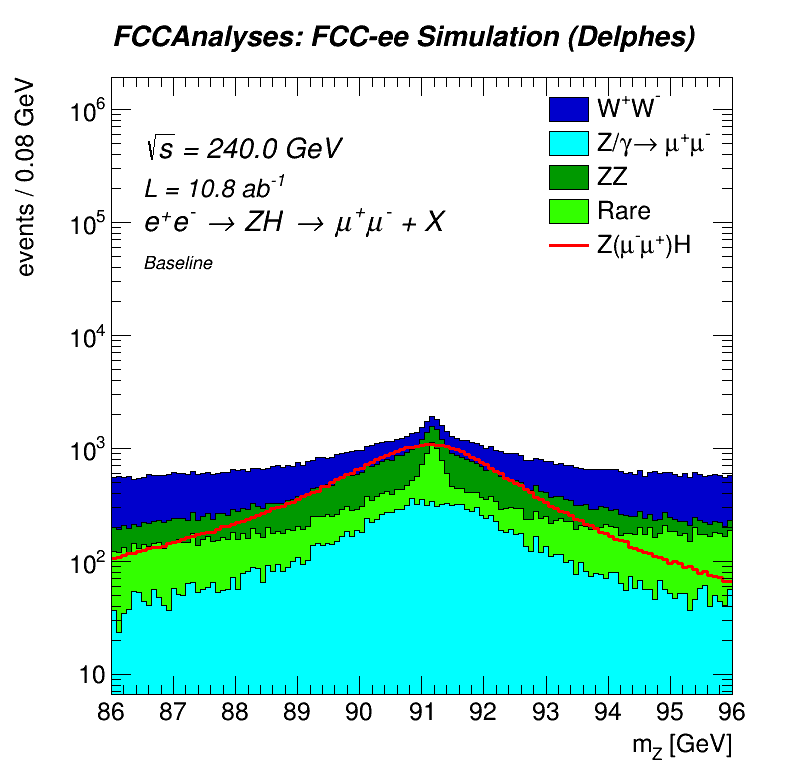 FCCAnalyses: FCC-ee Simulation (Delphes)
events / 0.08 GeV
10⁶
10⁵
10⁴
10³
10²
10
√s = 240.0 GeV
L = 10.8 ab⁻¹
e⁺e⁻ → ZH → μ⁺μ⁻ + X
Baseline
W⁺W⁻
Z/γ→ μ⁺μ⁻
ZZ
Rare
Z(μ⁻μ⁺)H
86 87 88 89 90 91 92 93 94 95 96
m_Z [GeV]